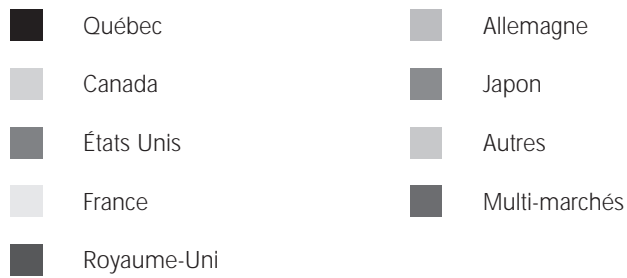 Québec
Canada
États Unis
France
Royaume-Uni
Allemagne
Japon
Autres
Multi-marchés